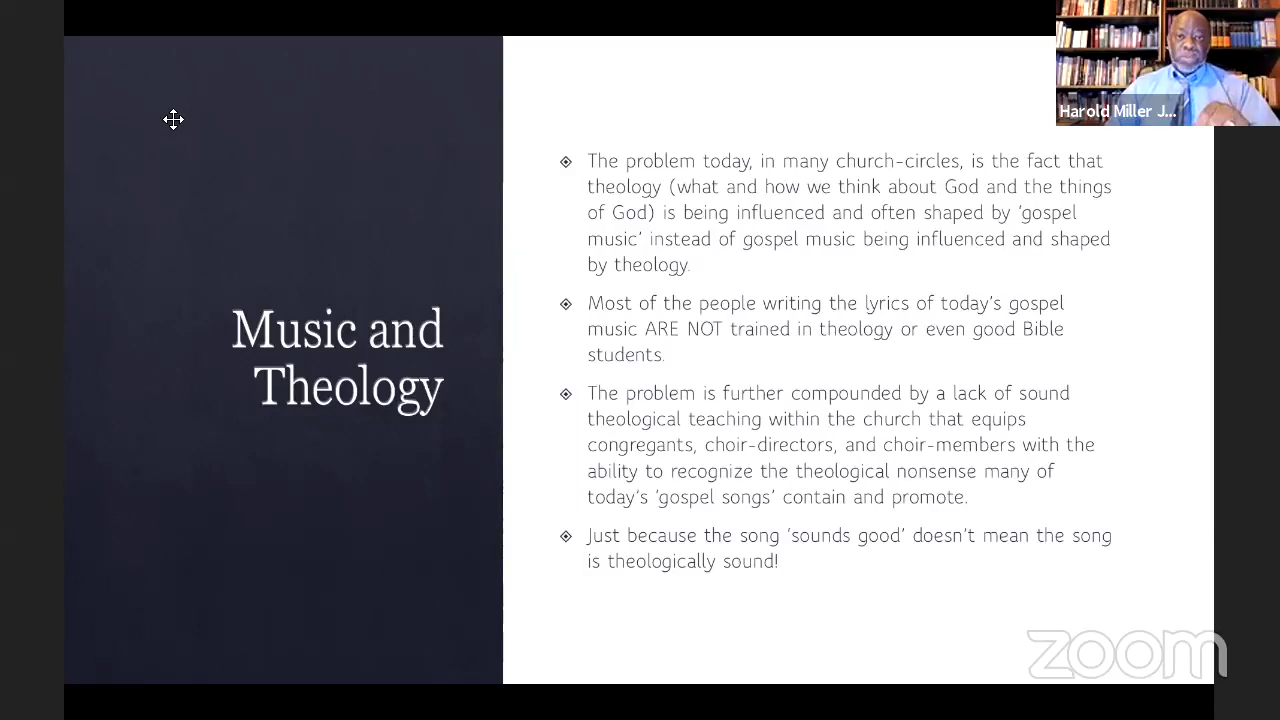 Harold Miller J...
Music and
Theology
The problem today, in many church-circles, is the fact that
theology (what and how we think about God and the things
of God) is being influenced and often shaped by ‘gospel
music’ instead of gospel music being influenced and shaped
by theology.
Most of the people writing the lyrics of today’s gospel
music ARE NOT trained in theology or even good Bible
students.
The problem is further compounded by a lack of sound
theological teaching within the church that equips
congregants, choir-directors, and choir-members with the
ability to recognize the theological nonsense many of
today’s ‘gospel songs’ contain and promote.
Just because the song ‘sounds good’ doesn’t mean the song
is theologically sound!
zoom